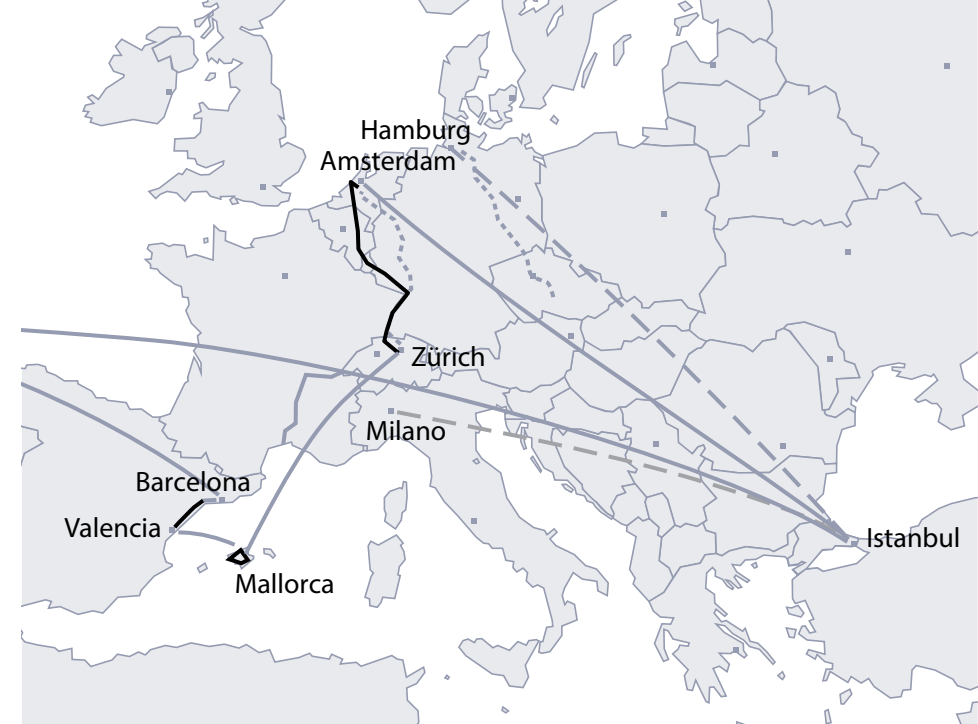 Hamburg
Amsterdam
Zürich
Milano
Barcelona
Valencia
Istanbul
Mallorca